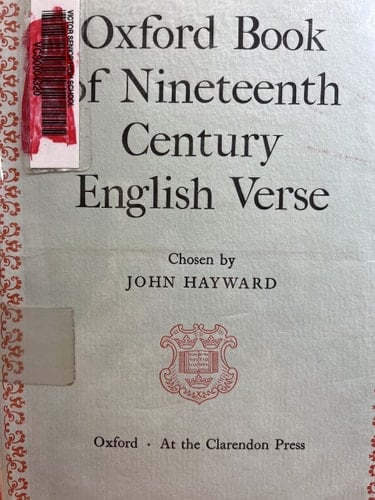 Oxford Book
of Nineteenth
Century
English Verse
Chosen by
JOHN HAYWARD
Oxford · At the Clarendon Press